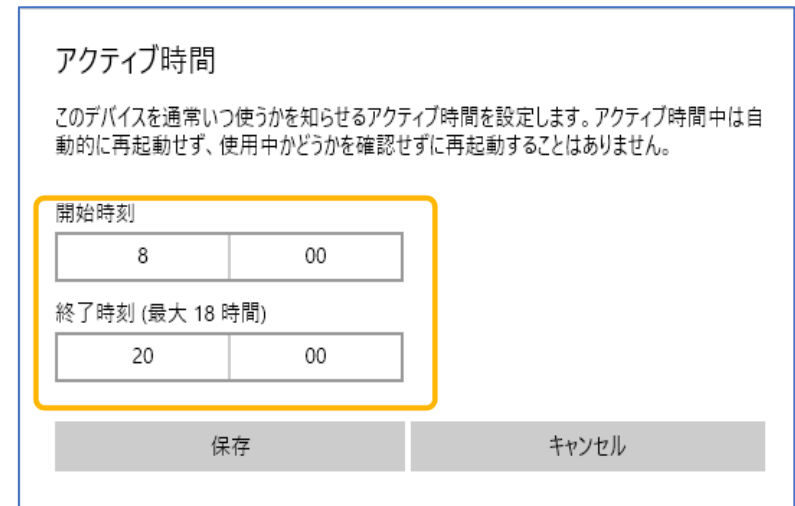 アクティブ時間
このデバイスを通常いつ使うかを知らせるアクティブ時間を設定します。アクティブ時間中は自
動的に再起動せず、使用中かどうかを確認せずに再起動することはありません。
開始時刻
8 00
終了時刻 (最大 18 時間)
20 00
保存 キャンセル